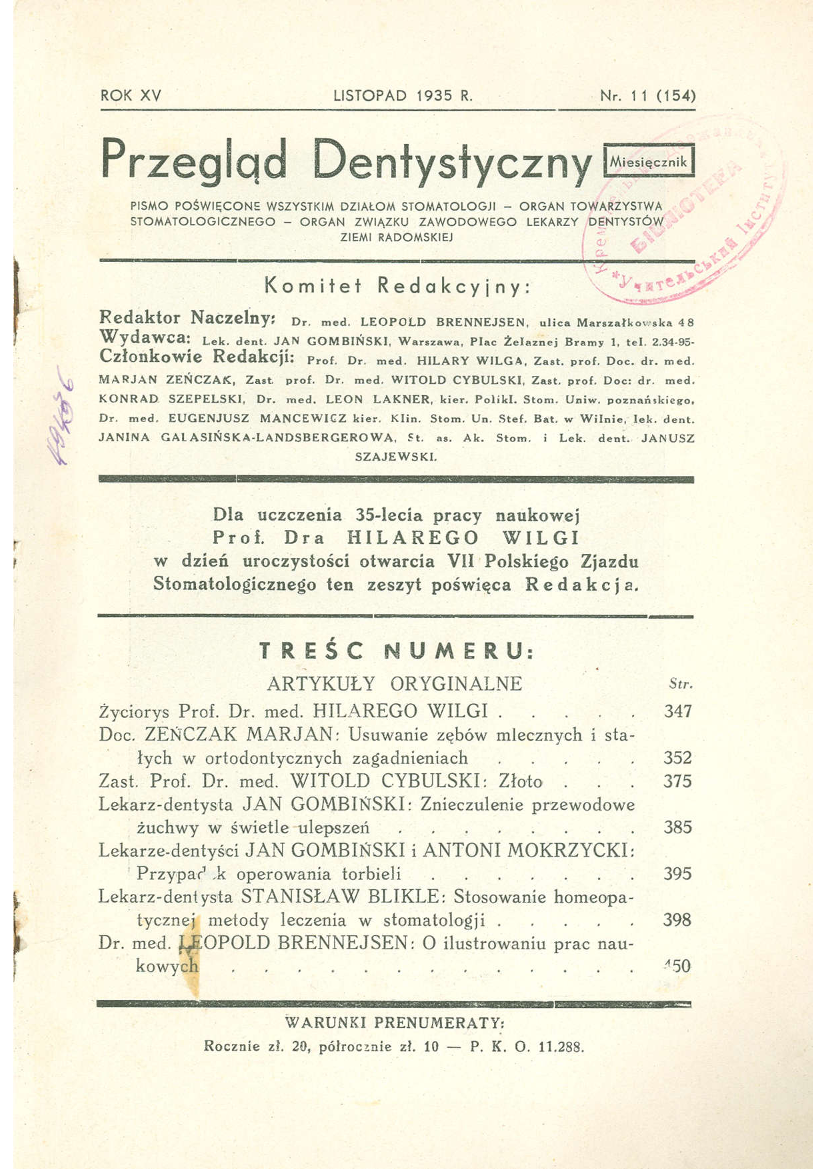 ROK XV LISTOPAD 1935 R. Nr. 11 (154)
Przegląd Dentystyczny Miesięcznik
PISMO POŚWIĘCONE WSZYSTKIM DZIAŁOM STOMATOLOGJI – ORGAN TOWARZYSTWA
STOMATOLOGICZNEGO – ORGAN ZWIĄZKU ZAWODOWEGO LEKARZY DENTYSTÓW
ZIEMI RADOMSKIEJ
БІБЛІОТЕКА
Учительський Інститут
Komitet Redakcyjny:
Redaktor Naczelny: Dr. med. LEOPOLD BRENNEJSEN, ulica Marszałkowska 48
Wydawca: Lek. dent. JAN GOMBIŃSKI, Warszawa, Plac Żelaznej Bramy 1, tel. 2.34-95-
Członkowie Redakcji: Prof. Dr. med. HILARY WILGA, Zast. prof. Doc. dr. med.
MARJAN ZEŃCZAK, Zast. prof. Dr. med. WITOLD CYBULSKI, Zast. prof. Doc: dr. med.
KONRAD SZEPELSKI, Dr. med. LEON LAKNER, kier. Polikl. Stom. Uniw. poznańskiego,
Dr. med. EUGENJUSZ MANCEWICZ kier. Klin. Stom. Un. Stef. Bat. w Wilnie, lek. dent.
JANINA GALASIŃSKA-LANDSBERGEROWA, St. as. Ak. Stom. i Lek. dent. JANUSZ
SZAJEWSKI.
Dla uczczenia 35-lecia pracy naukowej
Prof. Dra HILAREGO WILGI
w dzień uroczystości otwarcia VII Polskiego Zjazdu
Stomatologicznego ten zeszyt poświęca Redakcja.
TREŚC NUMERU:
ARTYKUŁY ORYGINALNE Str.
Życiorys Prof. Dr. med. HILAREGO WILGI . . . . . 347
Doc. ZEŃCZAK MARJAN: Usuwanie zębów mlecznych i sta-
łych w ortodontycznych zagadnieniach . . . . . 352
Zast. Prof. Dr. med. WITOLD CYBULSKI: Złoto . . . 375
Lekarz-dentysta JAN GOMBIŃSKI: Znieczulenie przewodowe
żuchwy w świetle ulepszeń . . . . . . . . 385
Lekarze-dentyści JAN GOMBIŃSKI i ANTONI MOKRZYCKI:
operowania torbieli . . . . . . . 395
Lekarz-dentysta STANISŁAW BLIKLE: Stosowanie homeopa-
tycznej metody leczenia w stomatologji . . . . . 398
Dr. med. LEOPOLD BRENNEJSEN: O ilustrowaniu prac nau-
kowych . . . . . . . . . . . . . 450
WARUNKI PRENUMERATY:
Rocznie zł. 20, półrocznie zł. 10 — P. K. O. 11.288.